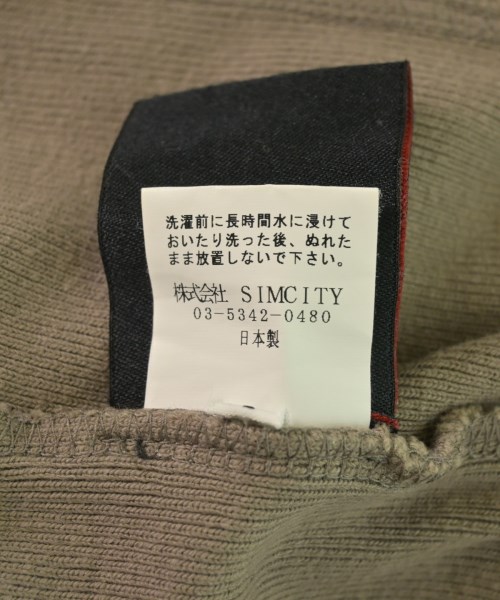 洗濯前に長時間水に浸けて
おいたり洗った後、ぬれた
まま放置しないで下さい。
株式会社 SIMCITY
03-5342-0480
日本製